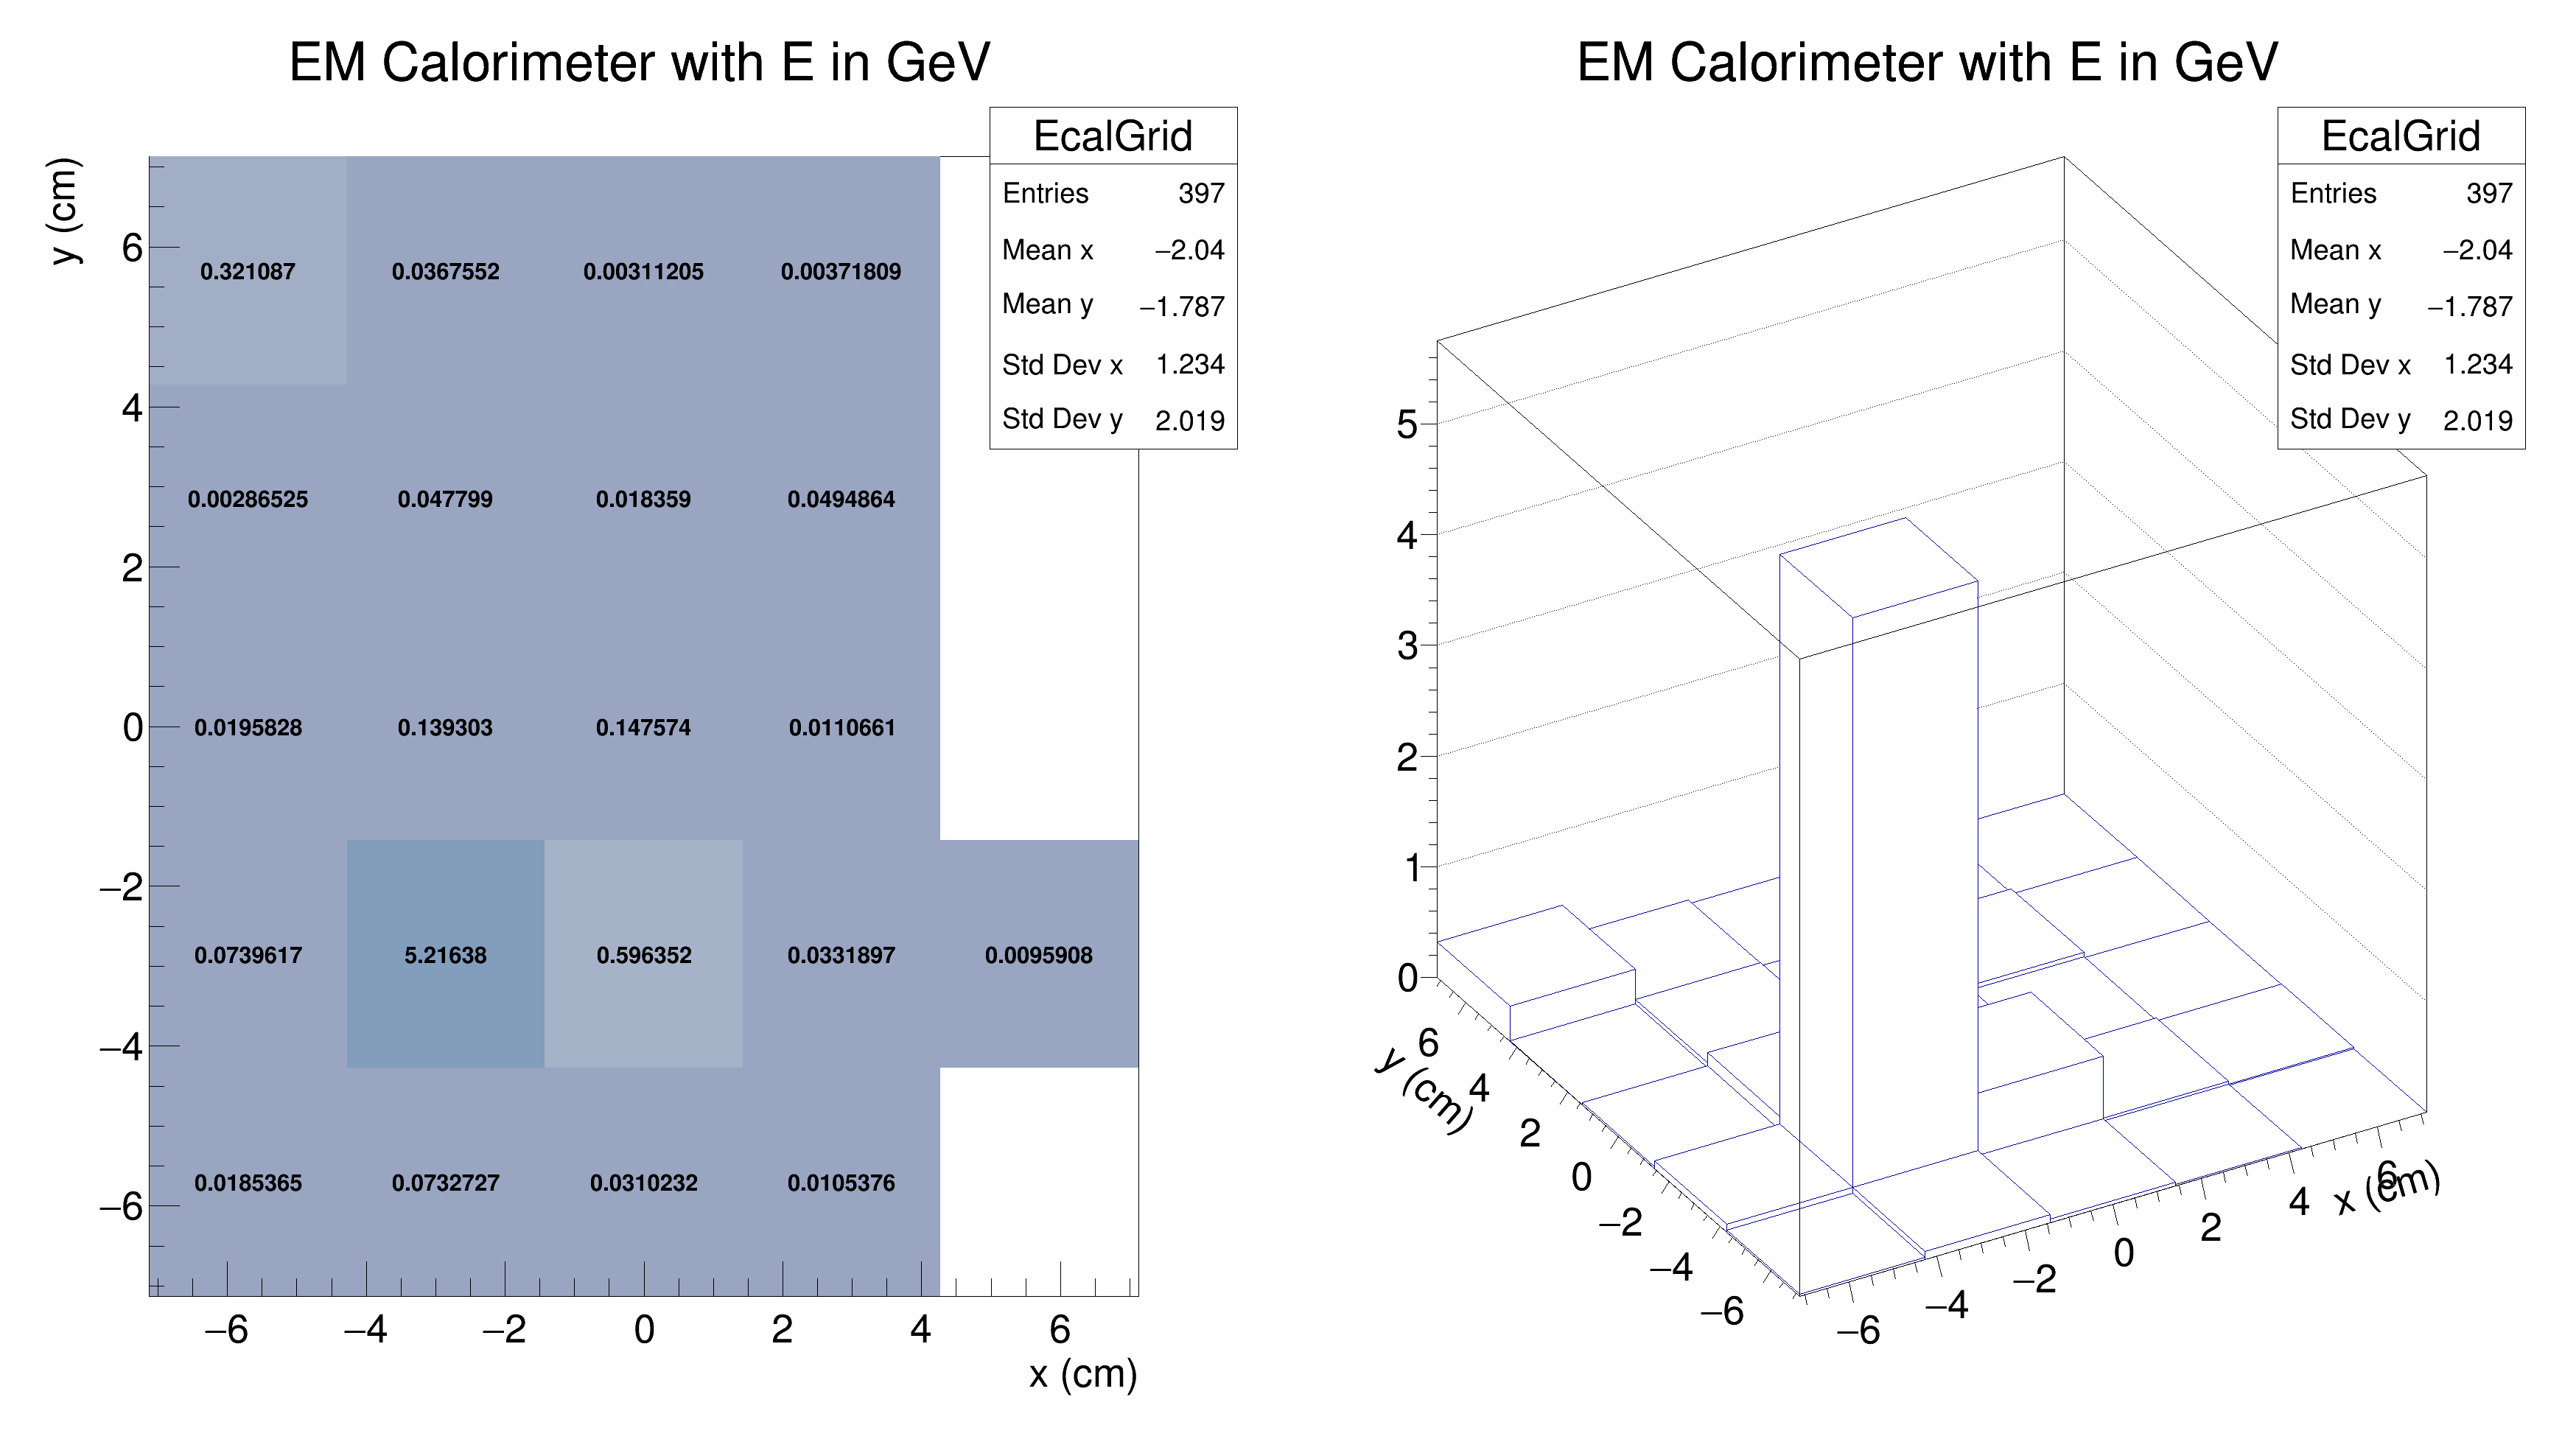 EM Calorimeter with E in GeV
EcalGrid
Entries 397
Mean x −2.04
Mean y −1.787
Std Dev x 1.234
Std Dev y 2.019
y (cm)
6
4
2
0
−2
−4
−6
0.321087 0.0367552 0.00311205 0.00371809
0.00286525 0.047799 0.018359 0.0494864
0.0195828 0.139303 0.147574 0.0110661
0.0739617 5.21638 0.596352 0.0331897 0.0095908
0.0185365 0.0732727 0.0310232 0.0105376
−6 −4 −2 0 2 4 6
x (cm)
EM Calorimeter with E in GeV
EcalGrid
Entries 397
Mean x −2.04
Mean y −1.787
Std Dev x 1.234
Std Dev y 2.019
5
4
3
2
1
0
6
4
2
0
−2
−4
−6
y (cm)
−6
−4
−2
0
2
4
6
x (cm)